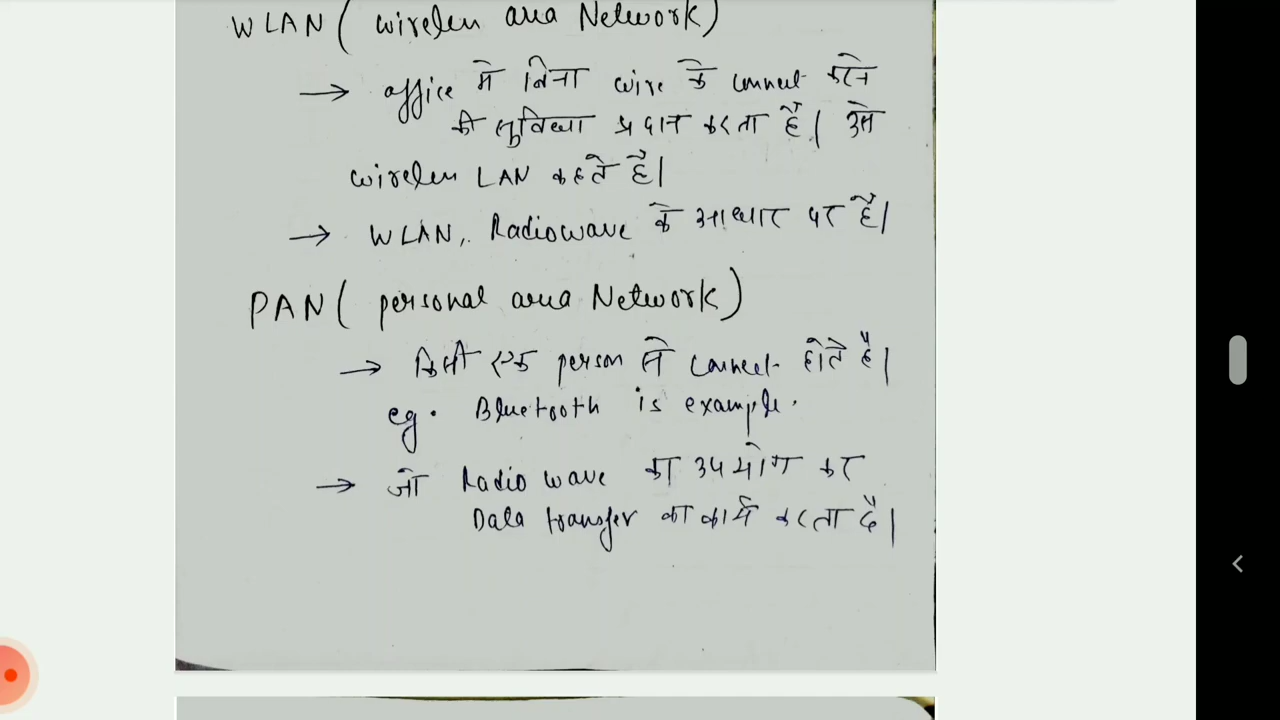 WLAN ( wireless area Network )
→ office में बिना wire के connect करने
की सुविधा प्रदान करता है। उसे
wireless LAN कहते है।
→ WLAN, Radiowave के आधार पर है।
PAN ( personal area Network )
→ किसी एक person से connect होते है।
eg. Bluetooth is example.
→ जो Radio wave का उपयोग कर
Data transfer का कार्य करता है।